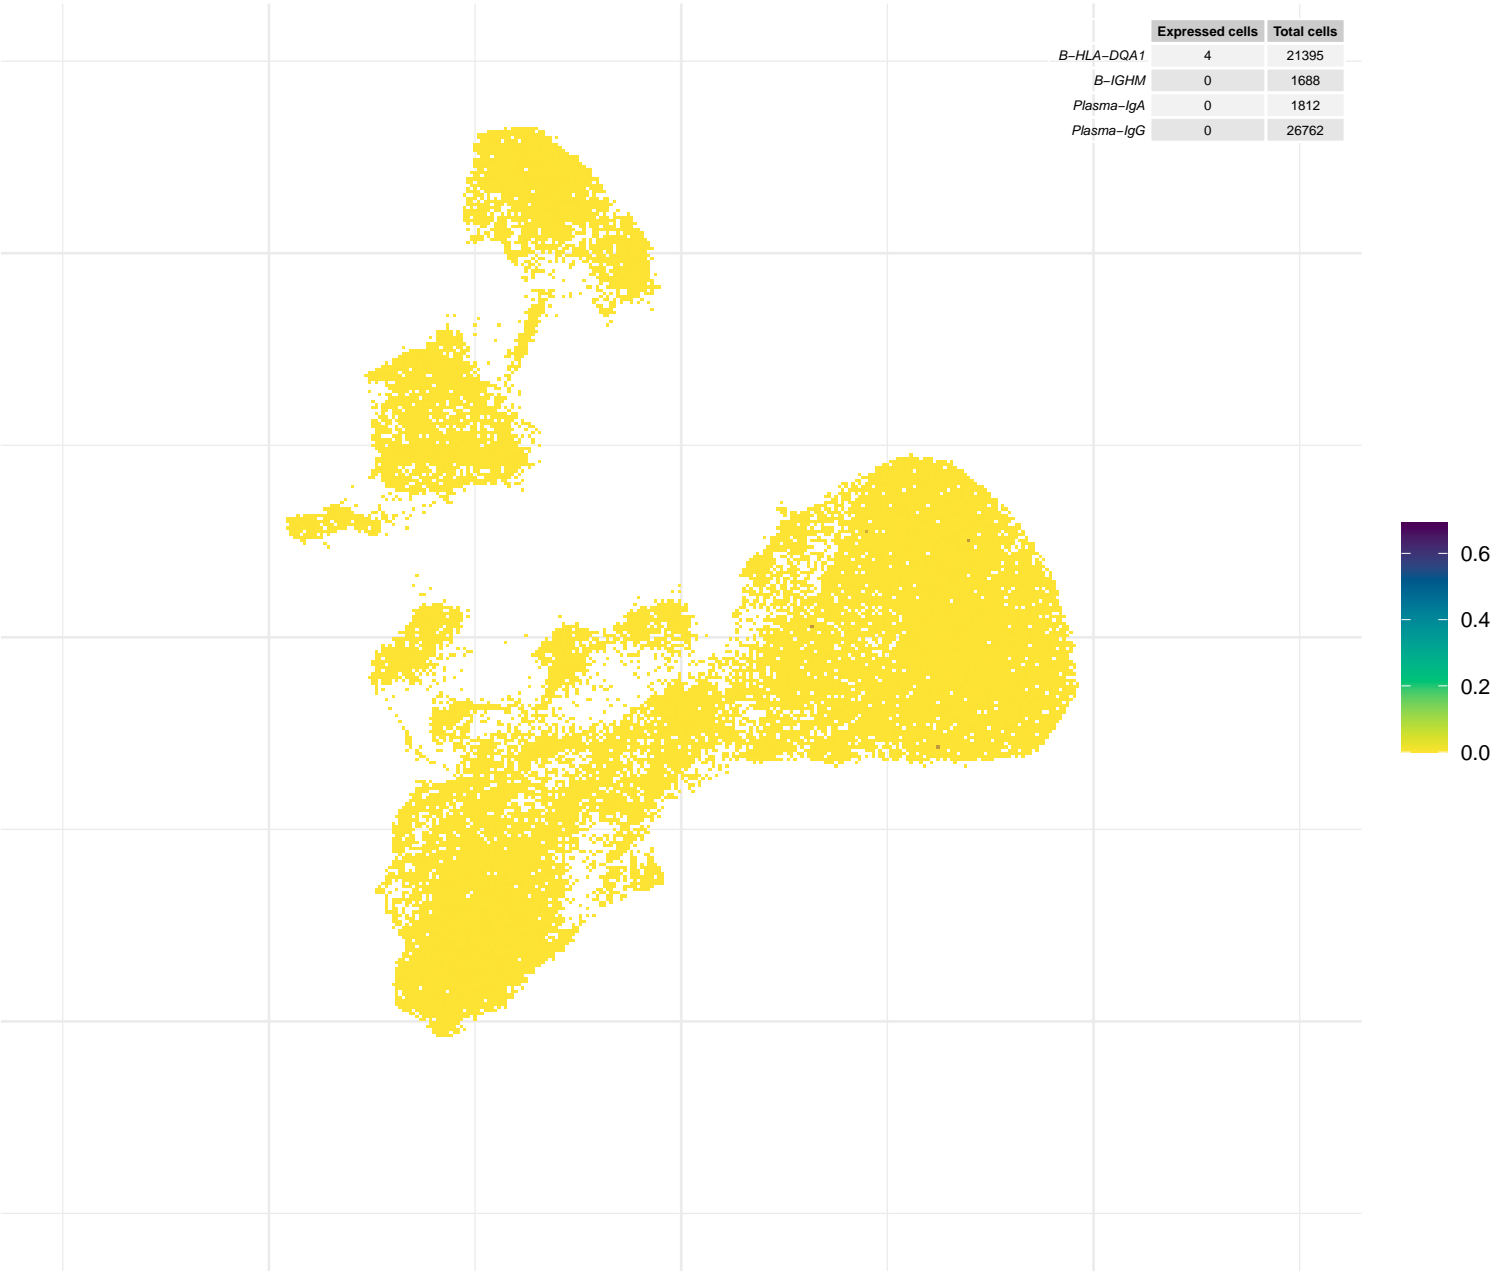 Expressed cells Total cells
B−HLA−DQA1 4 21395
B−IGHM 0 1688
Plasma−IgA 0 1812
Plasma−IgG 0 26762
0.6
0.4
0.2
0.0